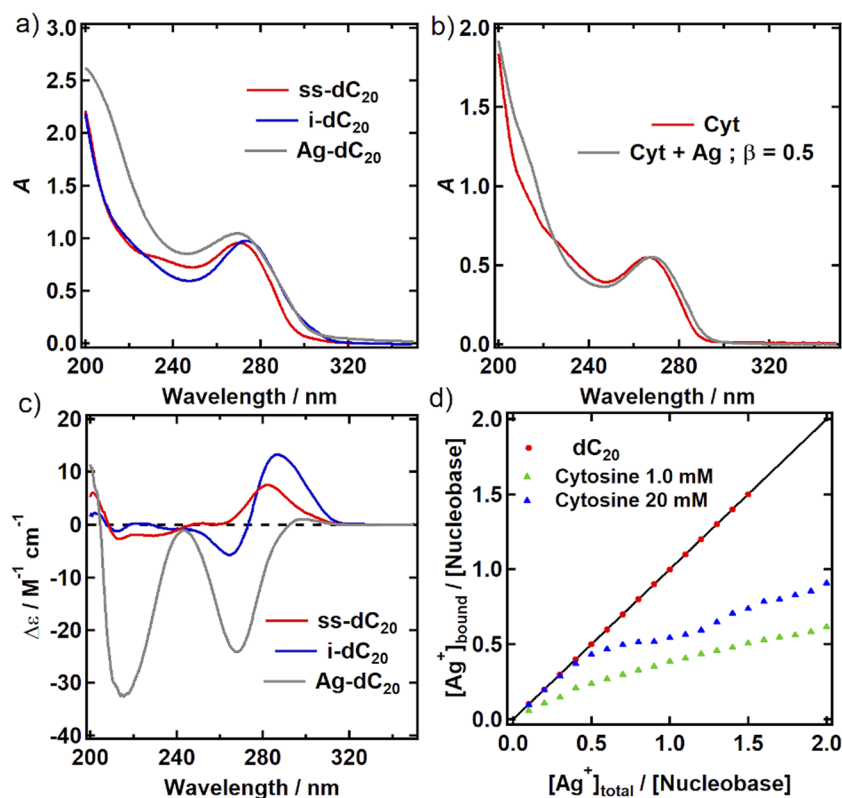 a)
3.0
2.5
2.0
1.5
1.0
0.5
0.0
A
ss-dC20
i-dC20
Ag-dC20
200 240 280 320
Wavelength / nm
b)
2.0
1.5
1.0
0.5
0.0
A
Cyt
Cyt + Ag ; β = 0.5
200 240 280 320
Wavelength / nm
c)
20
10
0
-10
-20
-30
-40
Δε / M⁻¹ cm⁻¹
ss-dC20
i-dC20
Ag-dC20
200 240 280 320
Wavelength / nm
d)
2.0
1.5
1.0
0.5
0.0
[Ag⁺]bound / [Nucleobase]
dC20
Cytosine 1.0 mM
Cytosine 20 mM
0.0 0.5 1.0 1.5 2.0
[Ag⁺]total / [Nucleobase]